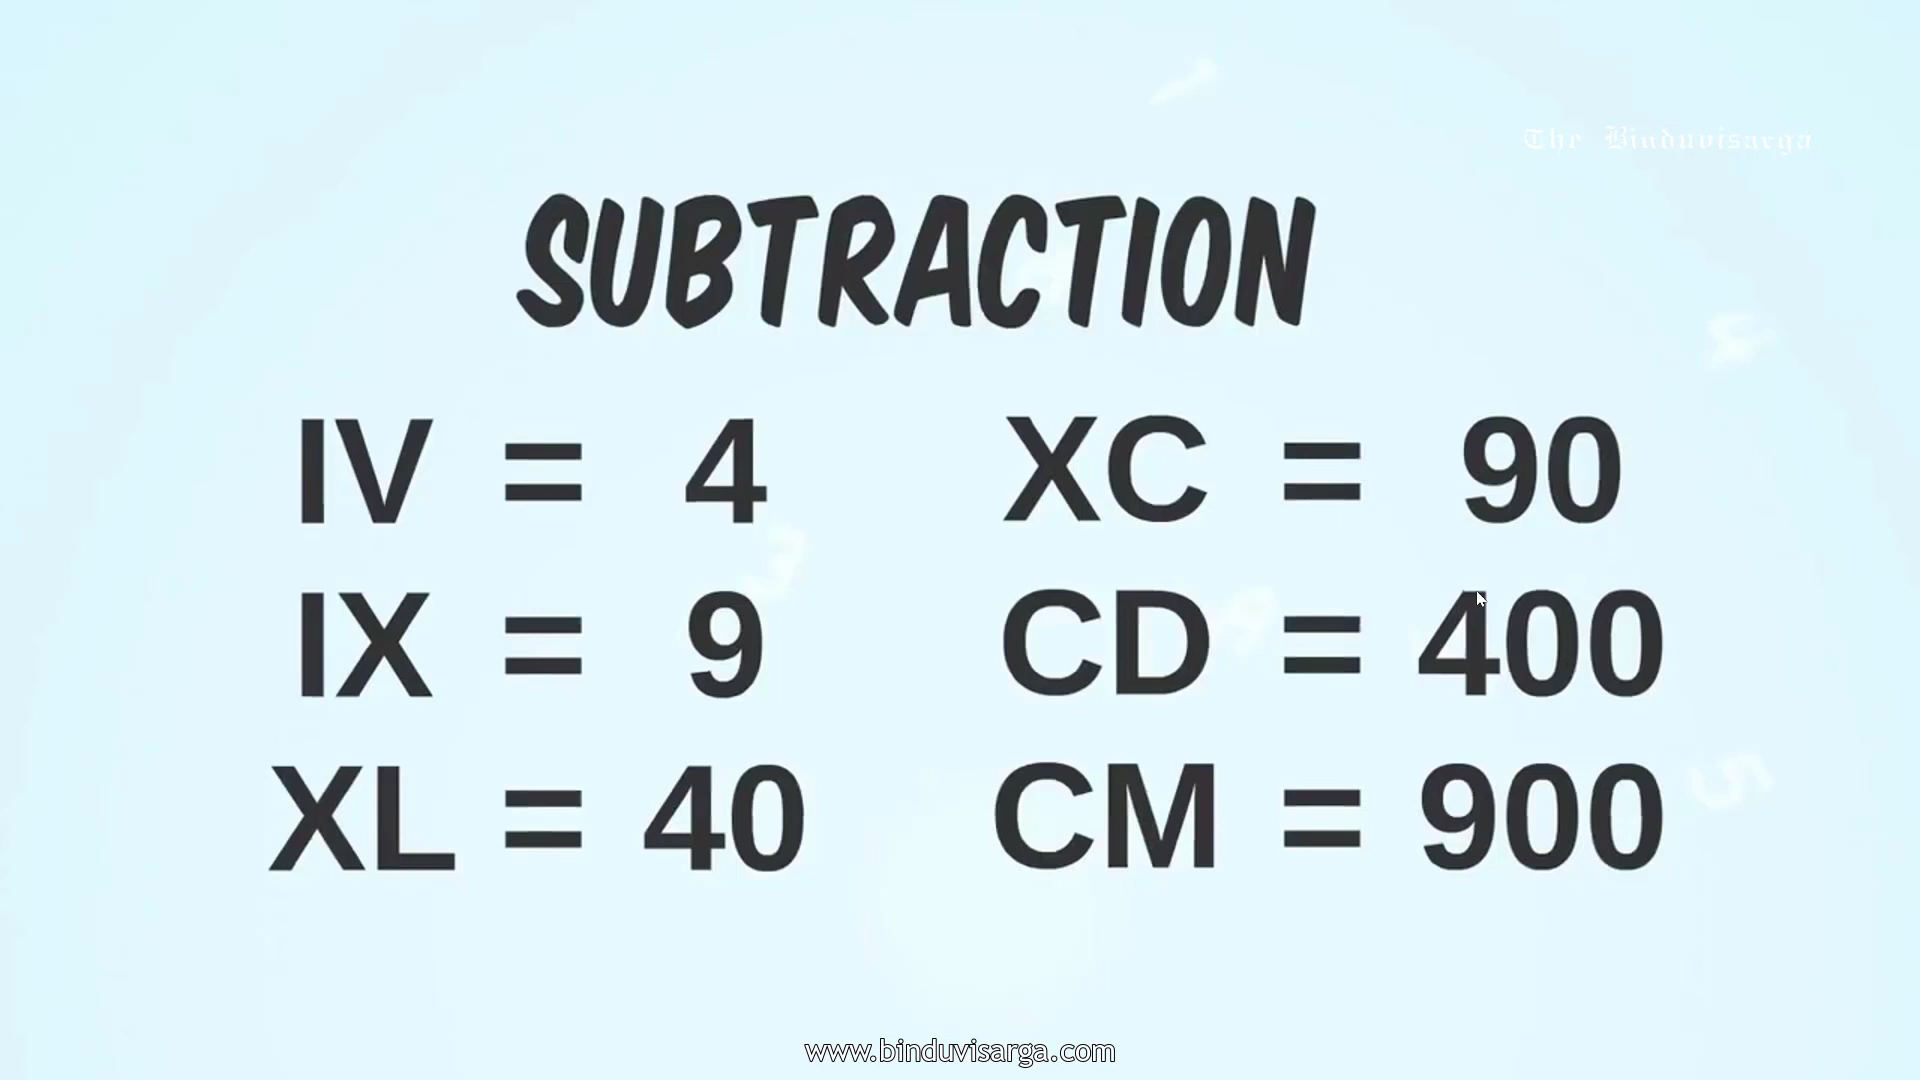 The Binduvisarga
SUBTRACTION
IV = 4 XC = 90
IX = 9 CD = 400
XL = 40 CM = 900
www.binduvisarga.com